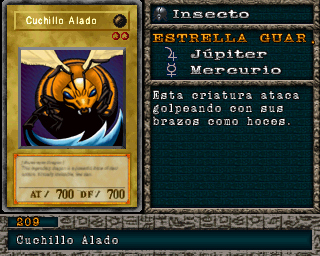 Cuchillo Alado
AT/ 700 DF/ 700
Insecto
ESTRELLA GUAR.
Júpiter
Mercurio
Esta criatura ataca
golpeando con sus
brazos como hoces.
209
Cuchillo Alado